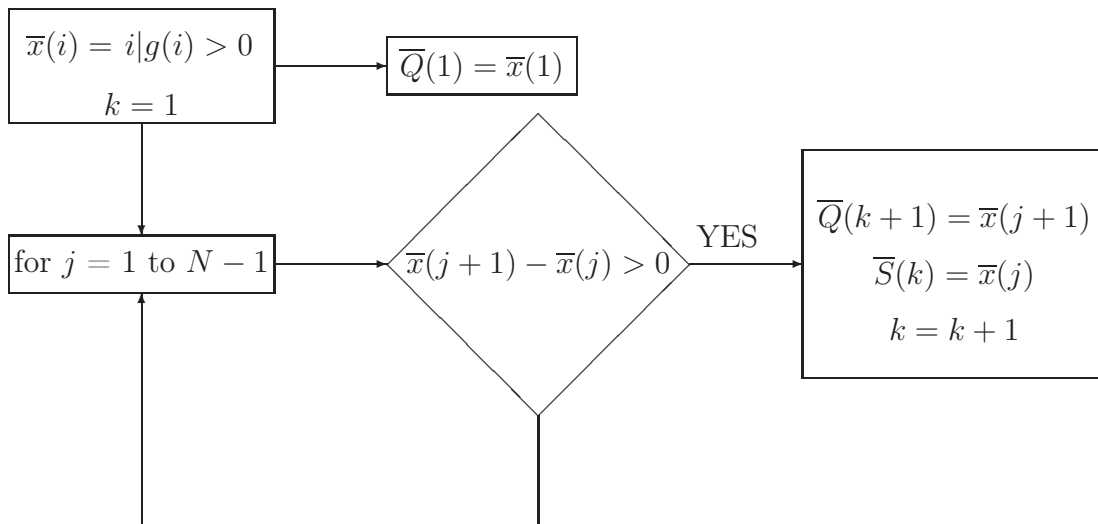 x̅(i) = i|g(i) > 0
k = 1
Q̅(1) = x̅(1)
for j = 1 to N − 1
x̅(j + 1) − x̅(j) > 0
YES
Q̅(k + 1) = x̅(j + 1)
S̅(k) = x̅(j)
k = k + 1